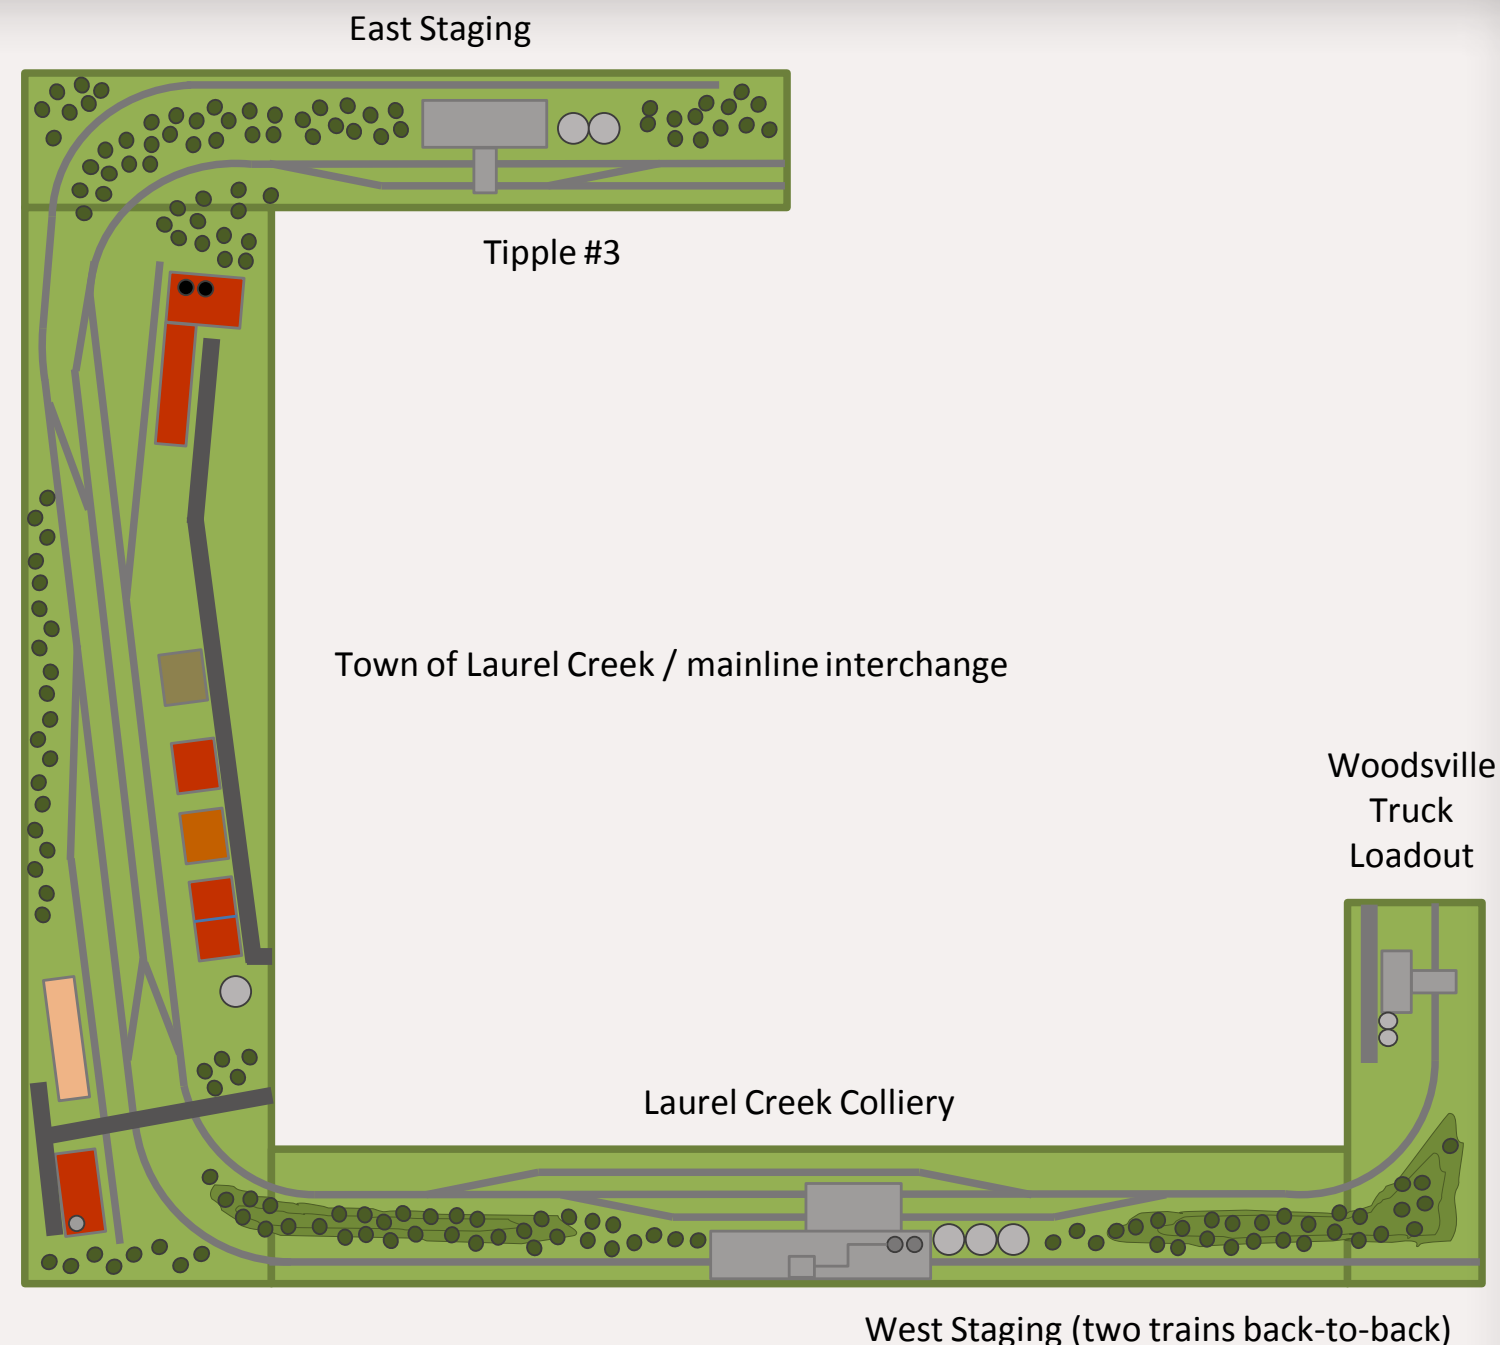 East Staging
Tipple #3
Town of Laurel Creek / mainline interchange
Woodsville
Truck
Loadout
Laurel Creek Colliery
West Staging (two trains back-to-back)